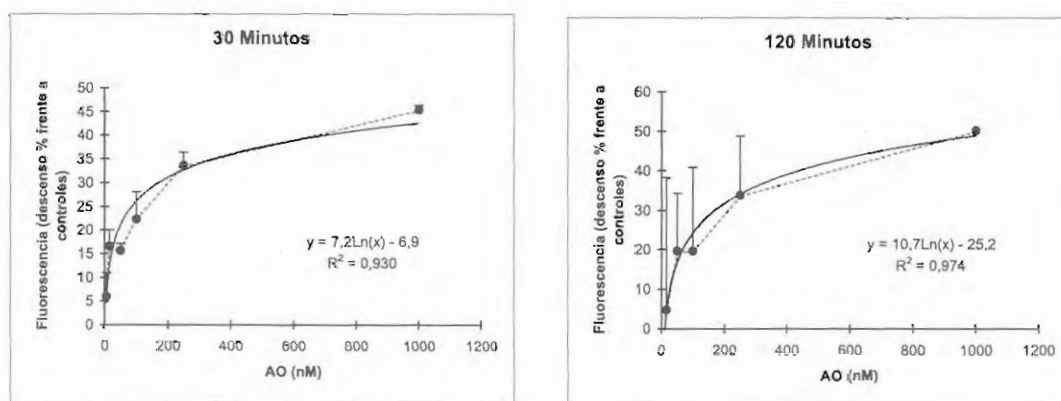 30 Minutos
Fluorescencia (descenso % frente a
controles)
50
45
40
35
30
25
20
15
10
5
0
y = 7,2Ln(x) - 6,9
R² = 0,930
0 200 400 600 800 1000 1200
AO (nM)
120 Minutos
Fluorescencia (descenso % frente a
controles)
60
50
40
30
20
10
0
y = 10,7Ln(x) - 25,2
R² = 0,974
0 200 400 600 800 1000 1200
AO (nM)